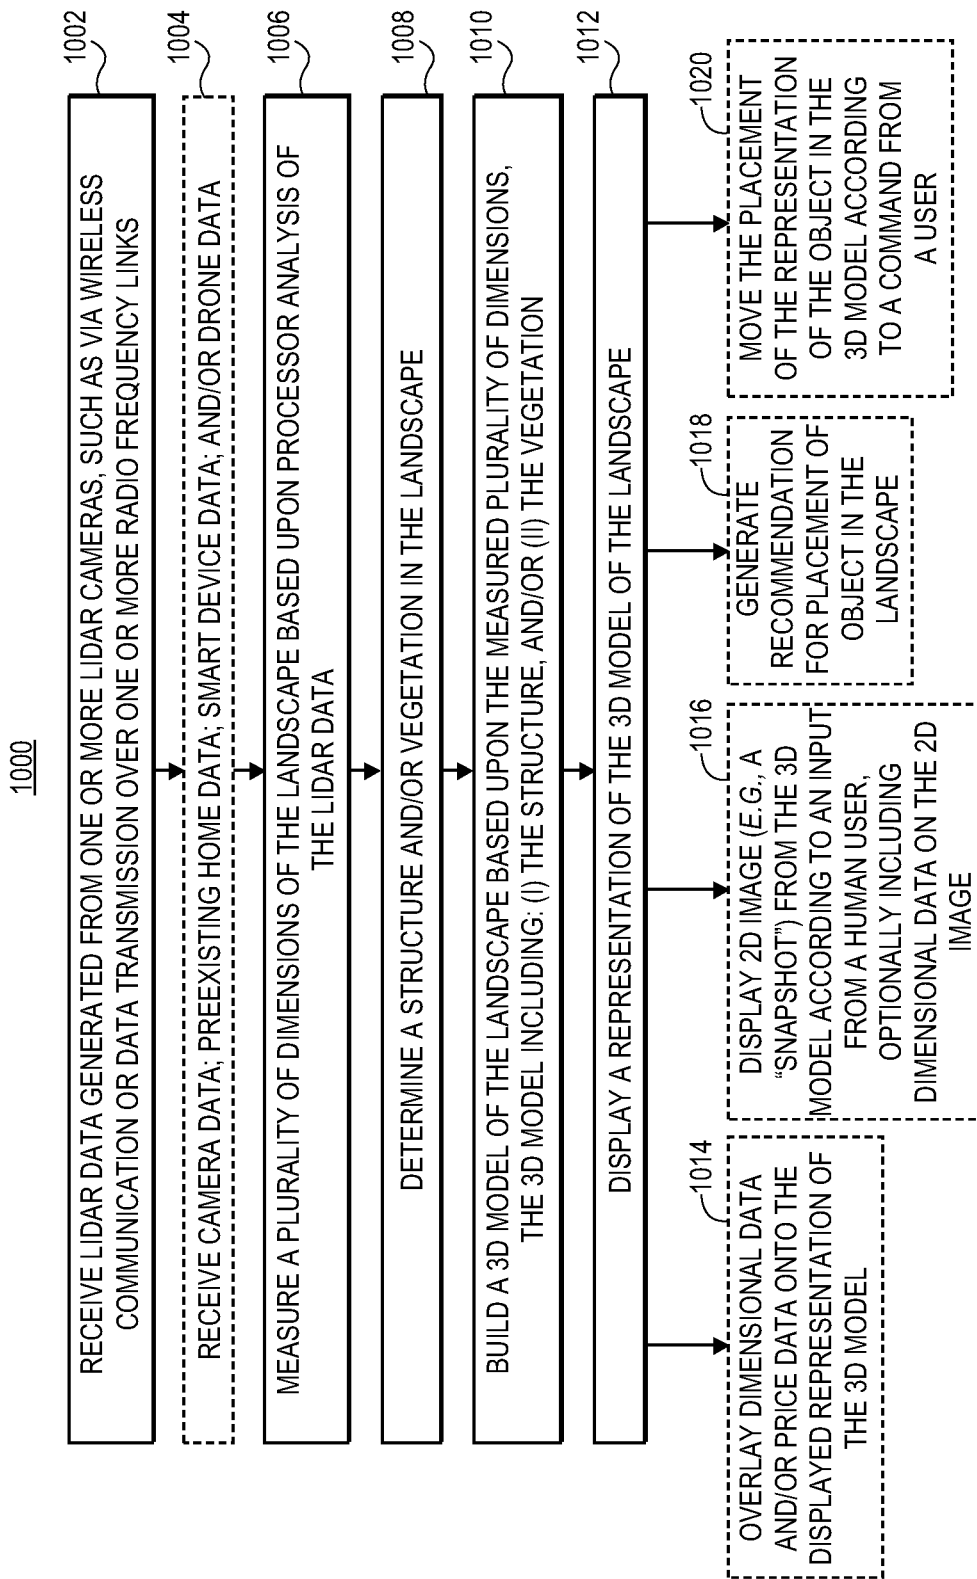 1000
RECEIVE LIDAR DATA GENERATED FROM ONE OR MORE LIDAR CAMERAS, SUCH AS VIA WIRELESS
COMMUNICATION OR DATA TRANSMISSION OVER ONE OR MORE RADIO FREQUENCY LINKS
1002
RECEIVE CAMERA DATA; PREEXISTING HOME DATA; SMART DEVICE DATA; AND/OR DRONE DATA
1004
MEASURE A PLURALITY OF DIMENSIONS OF THE LANDSCAPE BASED UPON PROCESSOR ANALYSIS OF
THE LIDAR DATA
1006
DETERMINE A STRUCTURE AND/OR VEGETATION IN THE LANDSCAPE
1008
BUILD A 3D MODEL OF THE LANDSCAPE BASED UPON THE MEASURED PLURALITY OF DIMENSIONS,
THE 3D MODEL INCLUDING: (I) THE STRUCTURE, AND/OR (II) THE VEGETATION
1010
DISPLAY A REPRESENTATION OF THE 3D MODEL OF THE LANDSCAPE
1012
1014
OVERLAY DIMENSIONAL DATA
AND/OR PRICE DATA ONTO THE
DISPLAYED REPRESENTATION OF
THE 3D MODEL
1016
DISPLAY 2D IMAGE (E.G., A
“SNAPSHOT”) FROM THE 3D
MODEL ACCORDING TO AN INPUT
FROM A HUMAN USER,
OPTIONALLY INCLUDING
DIMENSIONAL DATA ON THE 2D
IMAGE
1018
GENERATE
RECOMMENDATION
FOR PLACEMENT OF
OBJECT IN THE
LANDSCAPE
1020
MOVE THE PLACEMENT
OF THE REPRESENTATION
OF THE OBJECT IN THE
3D MODEL ACCORDING
TO A COMMAND FROM
A USER